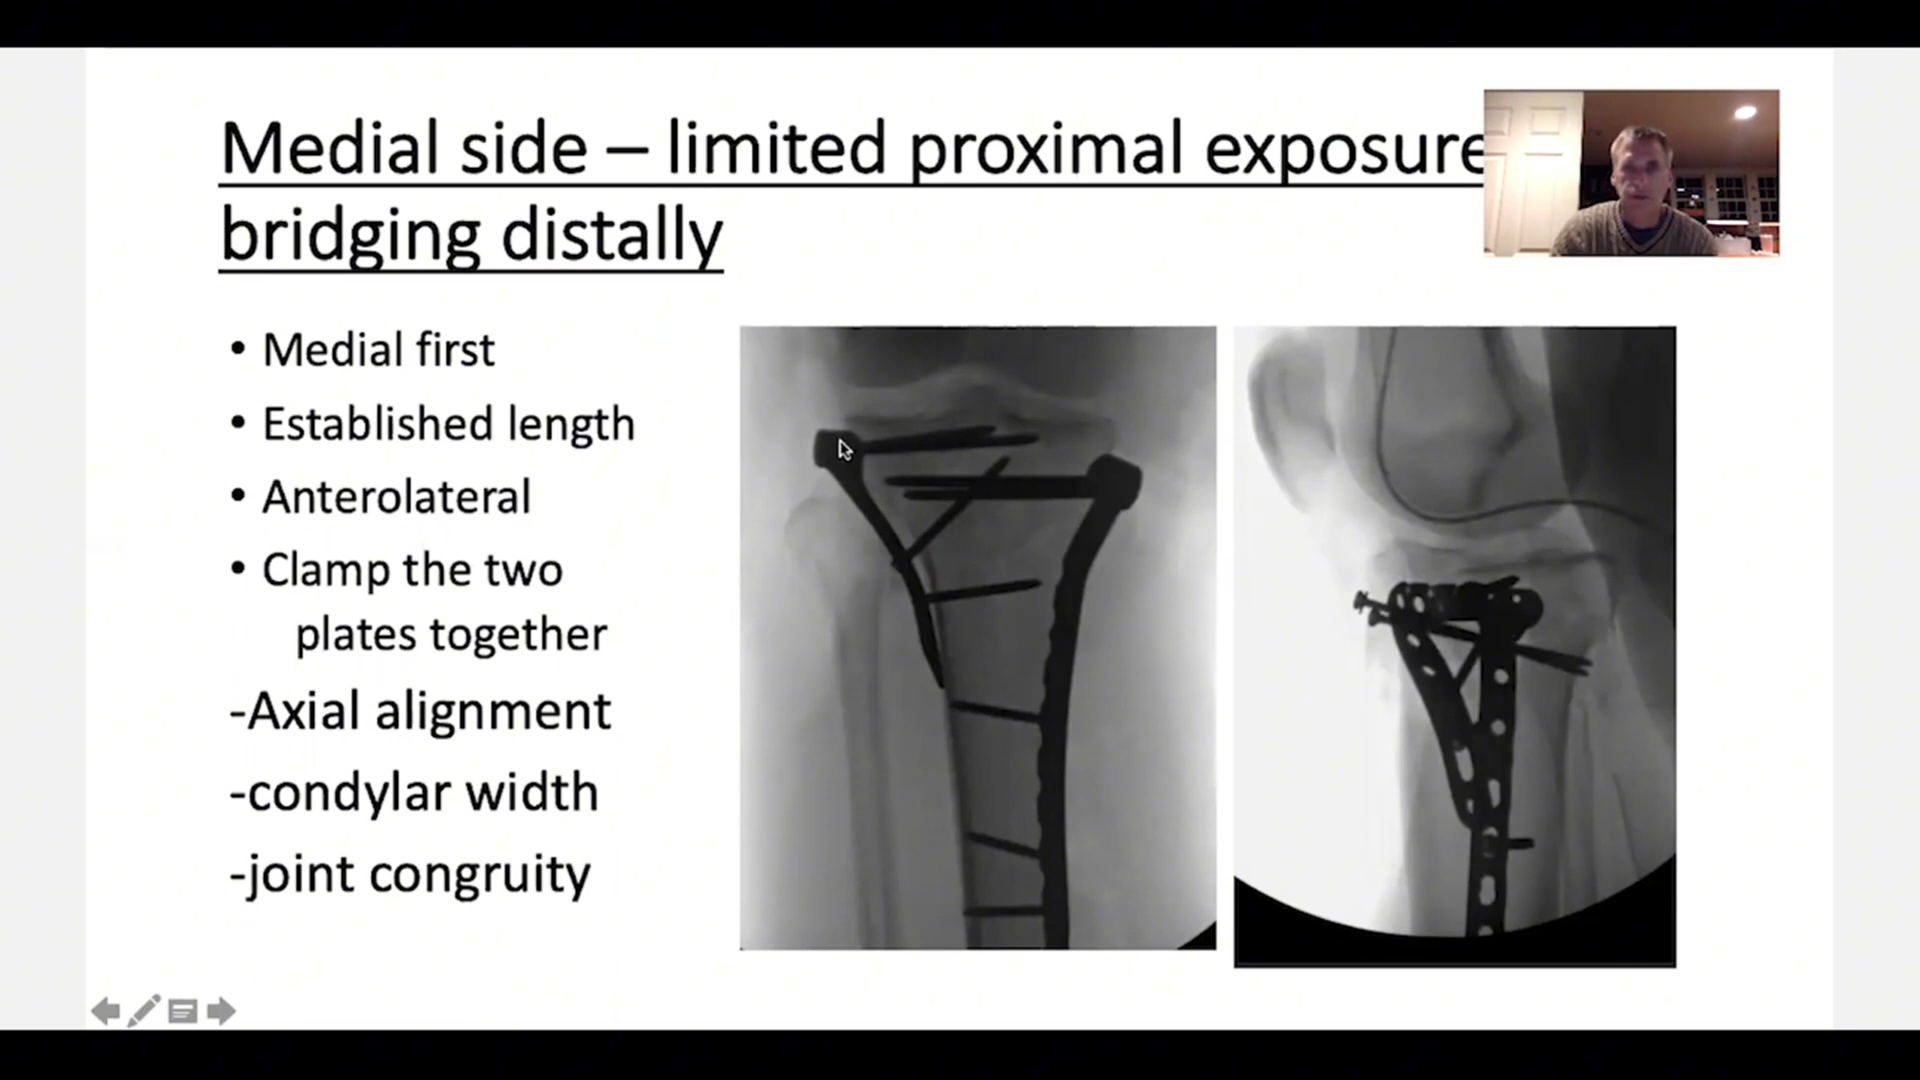 Medial side – limited proximal exposure
bridging distally
• Medial first
• Established length
• Anterolateral
• Clamp the two
plates together
-Axial alignment
-condylar width
-joint congruity